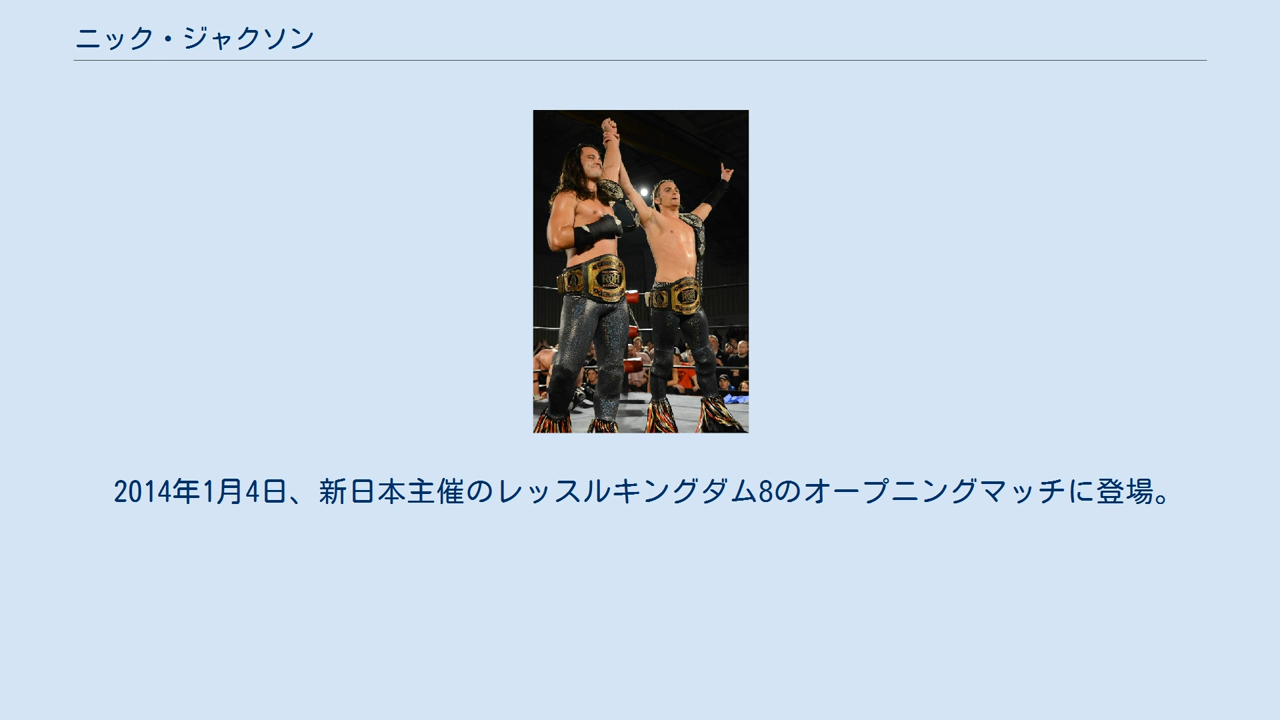 ニック・ジャクソン
2014年1月4日、新日本主催のレッスルキングダム8のオープニングマッチに登場。